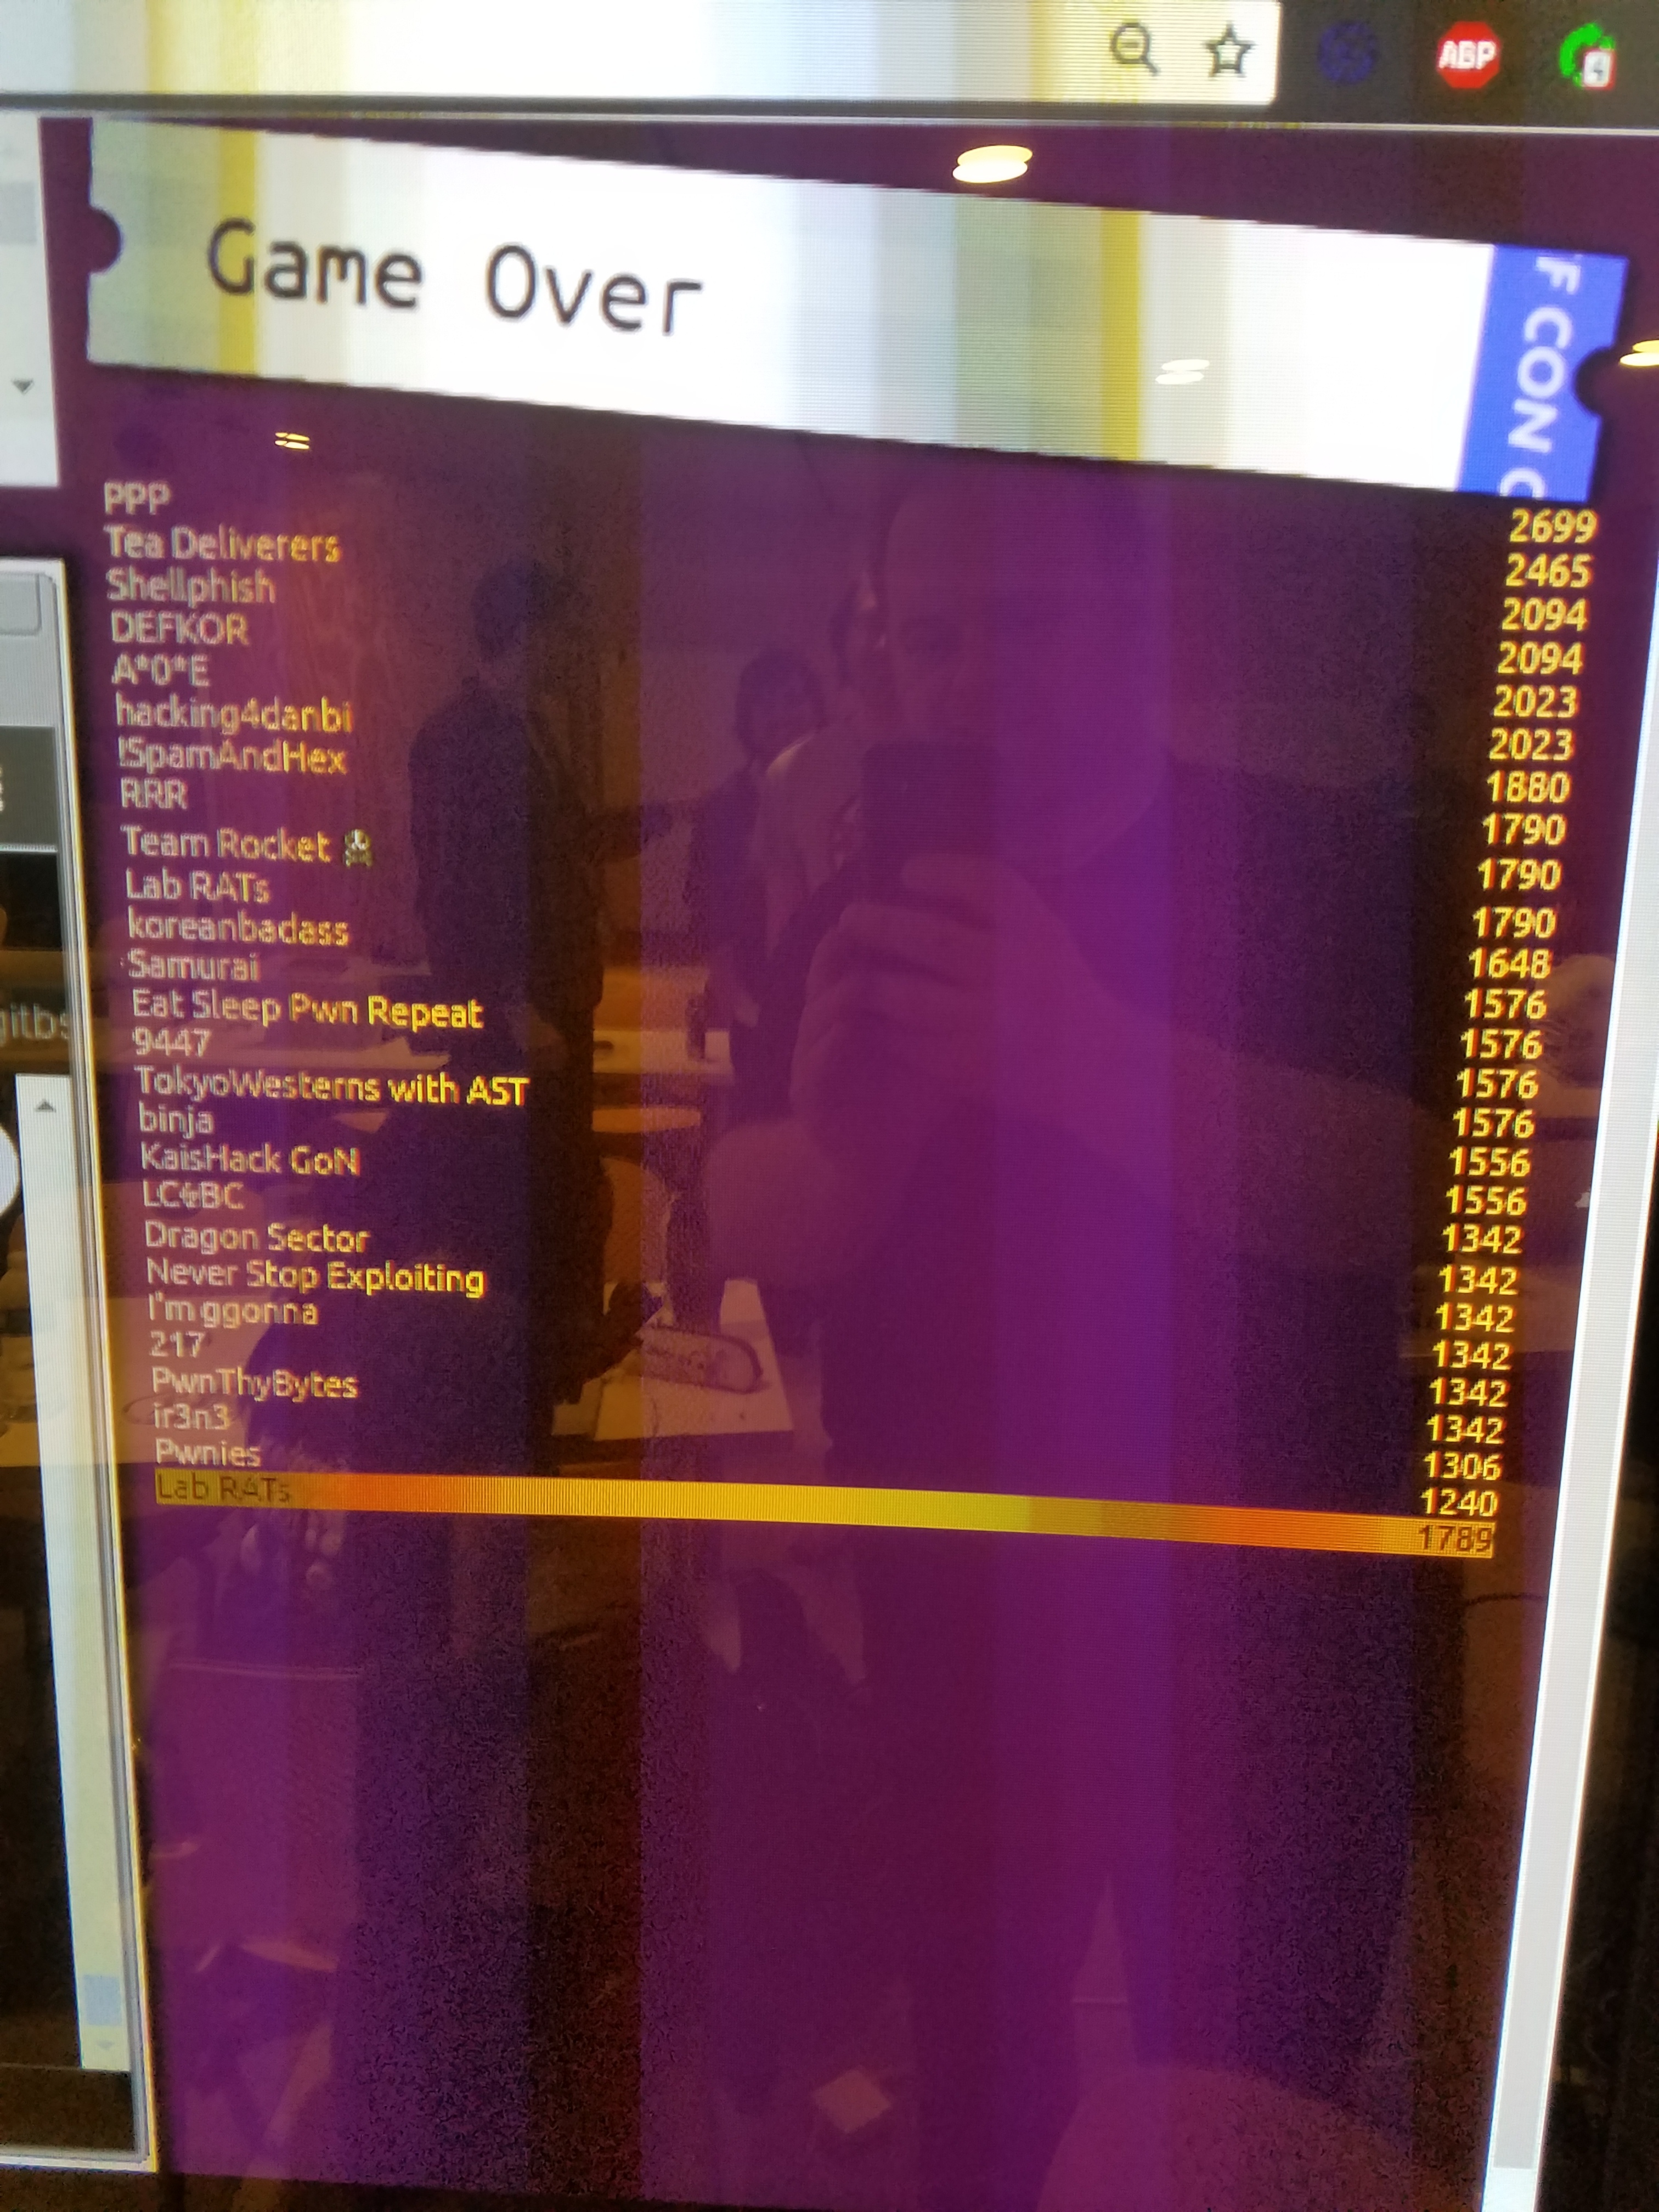 ABP
Game Over
F CON C
PPP 2699
Tea Deliverers 2465
Shellphish 2094
DEFKOR 2094
A*0*E 2023
hacking4danbi 2023
!SpamAndHex 1880
RRR 1790
Team Rocket ☠ 1790
Lab RATs 1790
koreanbadass 1648
Samurai 1576
Eat Sleep Pwn Repeat 1576
9447 1576
TokyoWesterns with AST 1576
binja 1556
KaisHack GoN 1556
LC↯BC 1342
Dragon Sector 1342
Never Stop Exploiting 1342
I'm ggonna 1342
217 1342
PwnThyBytes 1342
ir3n3 1306
Pwnies 1240
Lab RATs 1789
gitbs